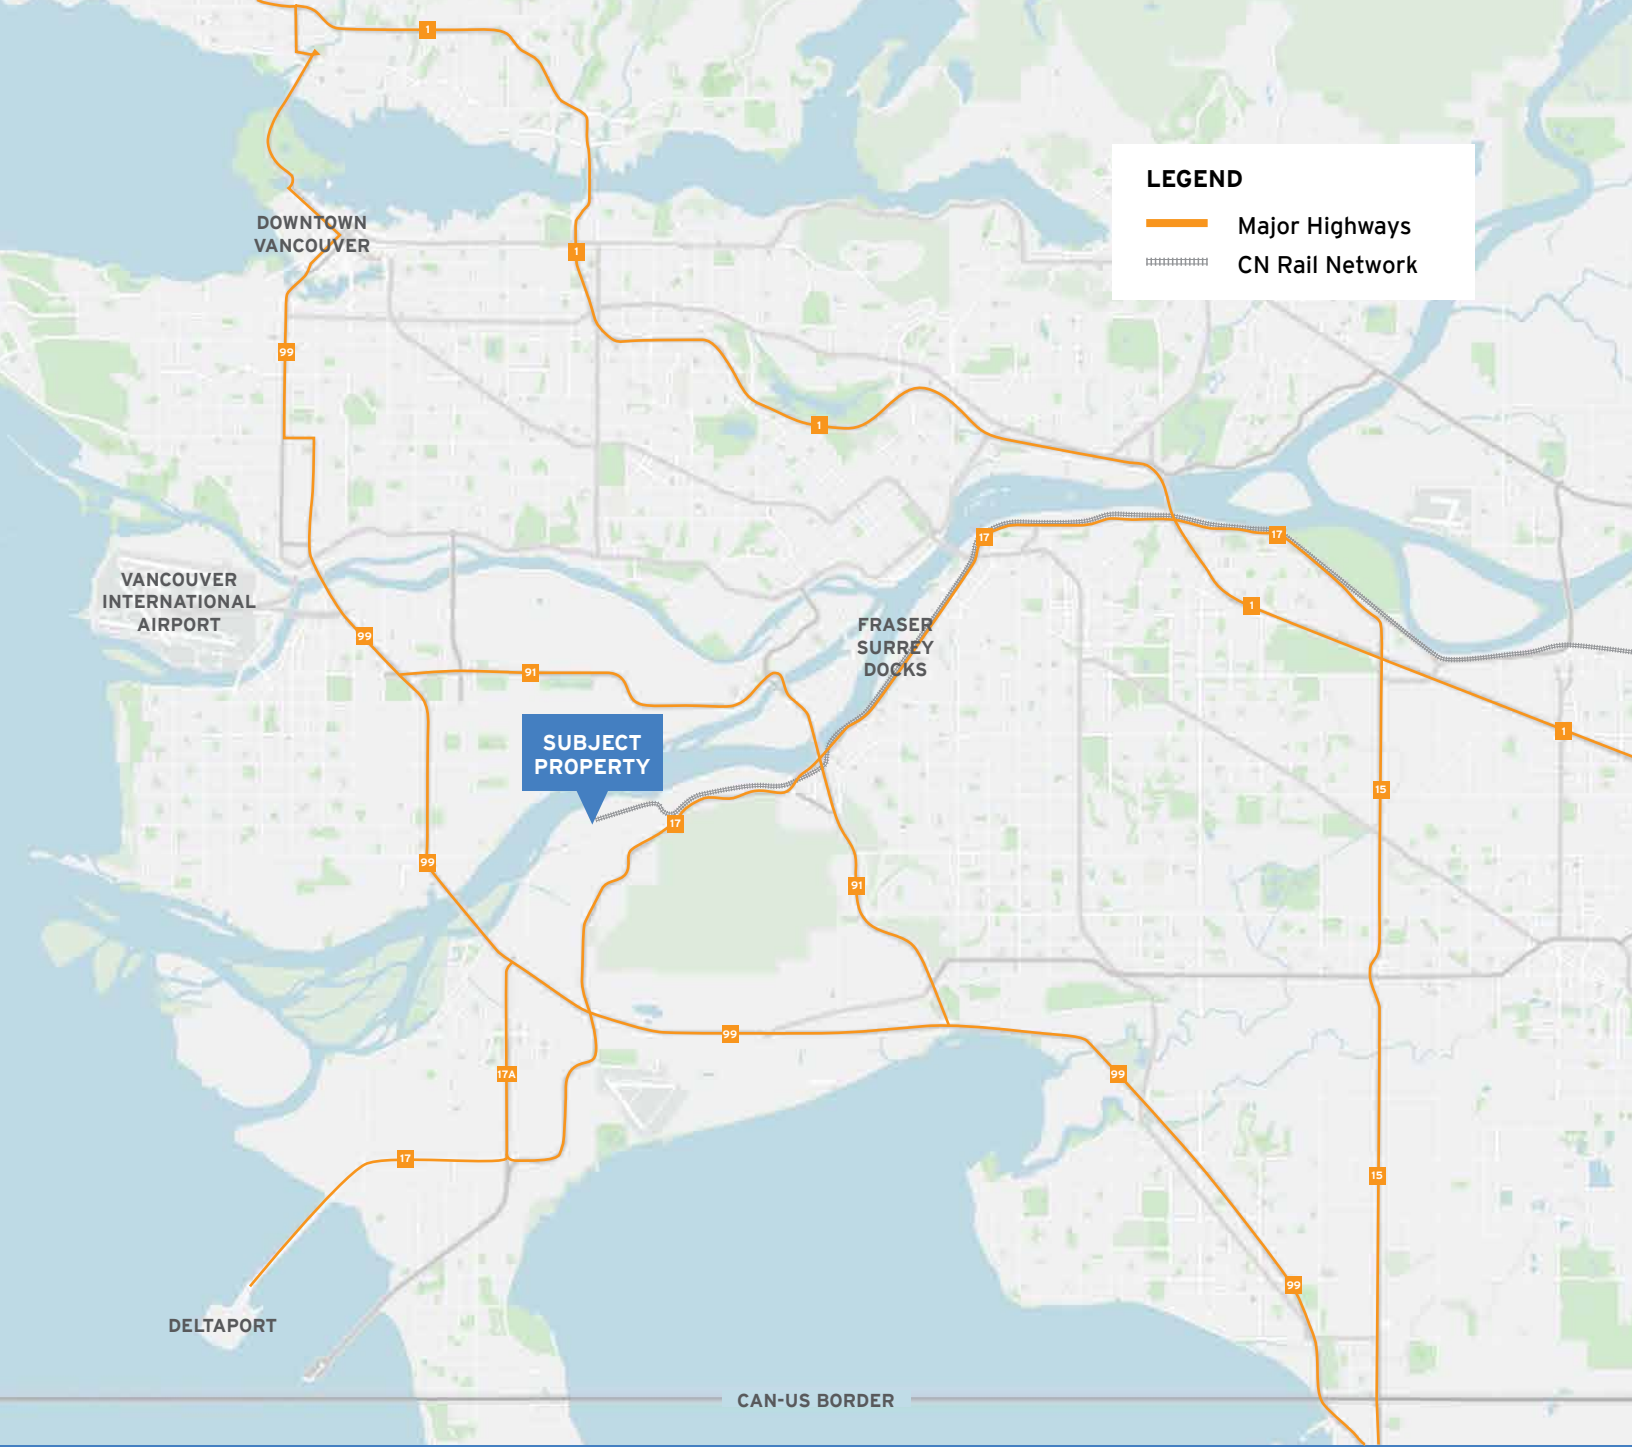 1
LEGEND
Major Highways
CN Rail Network
DOWNTOWN
VANCOUVER
1
99
1
17
17
VANCOUVER
INTERNATIONAL
AIRPORT
1
FRASER
SURREY
DOCKS
99
91
SUBJECT
PROPERTY
1
15
17
99
91
99
17A
99
17
15
99
DELTAPORT
CAN-US BORDER